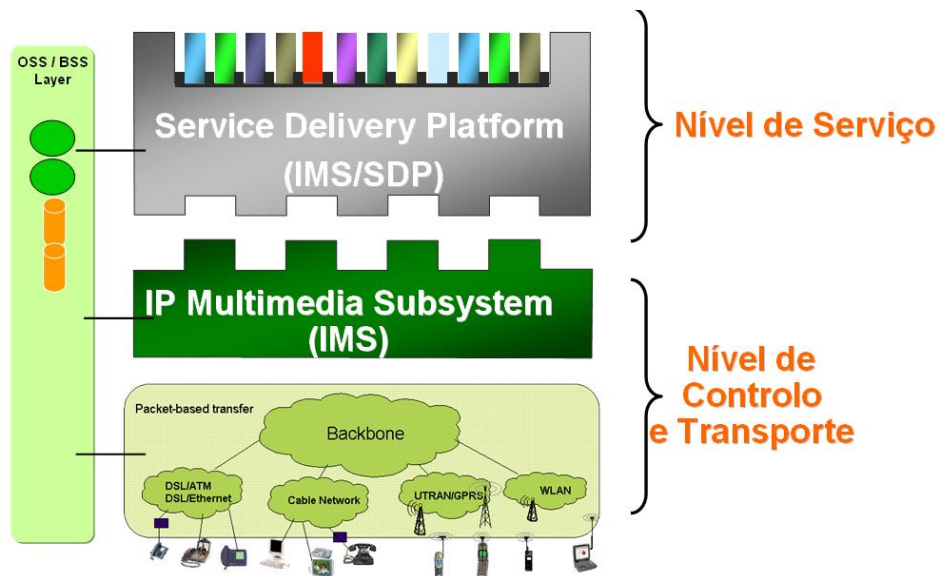 OSS / BSS
Layer
Service Delivery Platform
(IMS/SDP)
Nível de Serviço
IP Multimedia Subsystem
(IMS)
Nível de
Controlo
e Transporte
Packet-based transfer
Backbone
DSL/ATM
DSL/Ethernet
Cable Network
UTRAN/GPRS
WLAN